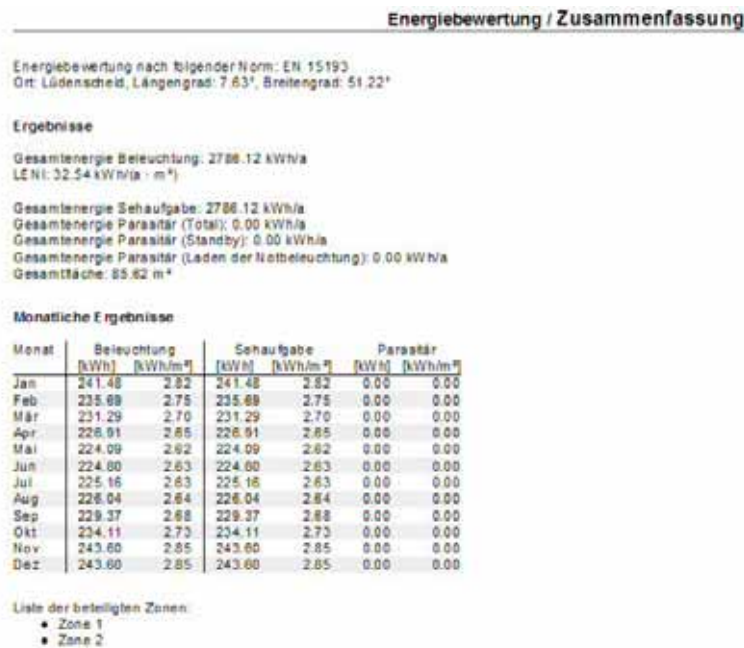 Energiebewertung / Zusammenfassung
Energiebewertung nach folgender Norm: EN 15193
Ort: Lüdenscheid, Längengrad: 7.63°, Breitengrad: 51.22°
Ergebnisse
Gesamtenergie Beleuchtung: 2786.12 kWh/a
LENI: 32.54 kWh/(a · m²)
Gesamtenergie Sehaufgabe: 2786.12 kWh/a
Gesamtenergie Parasitär (Total): 0.00 kWh/a
Gesamtenergie Parasitär (Standby): 0.00 kWh/a
Gesamtenergie Parasitär (Laden der Notbeleuchtung): 0.00 kWh/a
Gesamtfläche: 85.62 m²
Monatliche Ergebnisse
Monat Beleuchtung Sehaufgabe Parasitär
[kWh] [kWh/m²] [kWh] [kWh/m²] [kWh] [kWh/m²]
Jan 241.48 2.82 241.48 2.82 0.00 0.00
Feb 235.69 2.75 235.69 2.75 0.00 0.00
Mär 231.29 2.70 231.29 2.70 0.00 0.00
Apr 226.91 2.65 226.91 2.65 0.00 0.00
Mai 224.09 2.62 224.09 2.62 0.00 0.00
Jun 224.80 2.63 224.80 2.63 0.00 0.00
Jul 225.16 2.63 225.16 2.63 0.00 0.00
Aug 226.04 2.64 226.04 2.64 0.00 0.00
Sep 229.37 2.68 229.37 2.68 0.00 0.00
Okt 234.11 2.73 234.11 2.73 0.00 0.00
Nov 243.60 2.85 243.60 2.85 0.00 0.00
Dez 243.60 2.85 243.60 2.85 0.00 0.00
Liste der beteiligten Zonen:
• Zone 1
• Zone 2